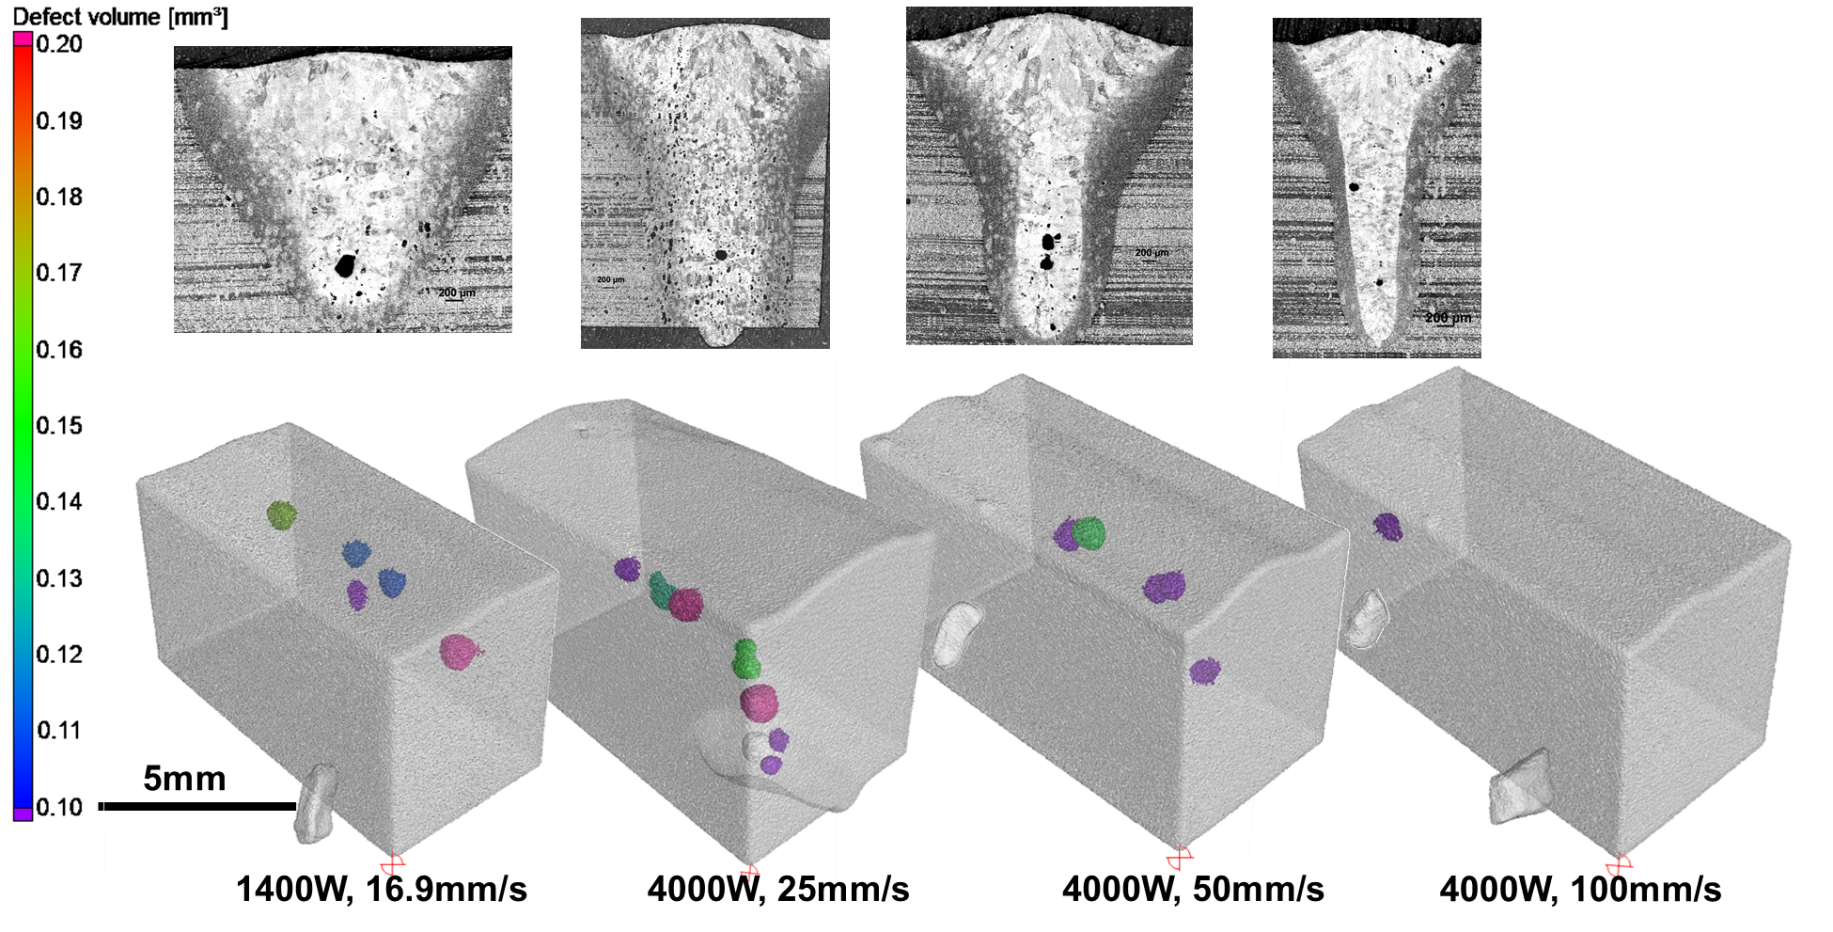 Defect volume [mm³]
0.20
0.19
0.18
0.17
0.16
0.15
0.14
0.13
0.12
0.11
0.10
200 µm
200 µm
200 µm
200 µm
5mm
1400W, 16.9mm/s
4000W, 25mm/s
4000W, 50mm/s
4000W, 100mm/s